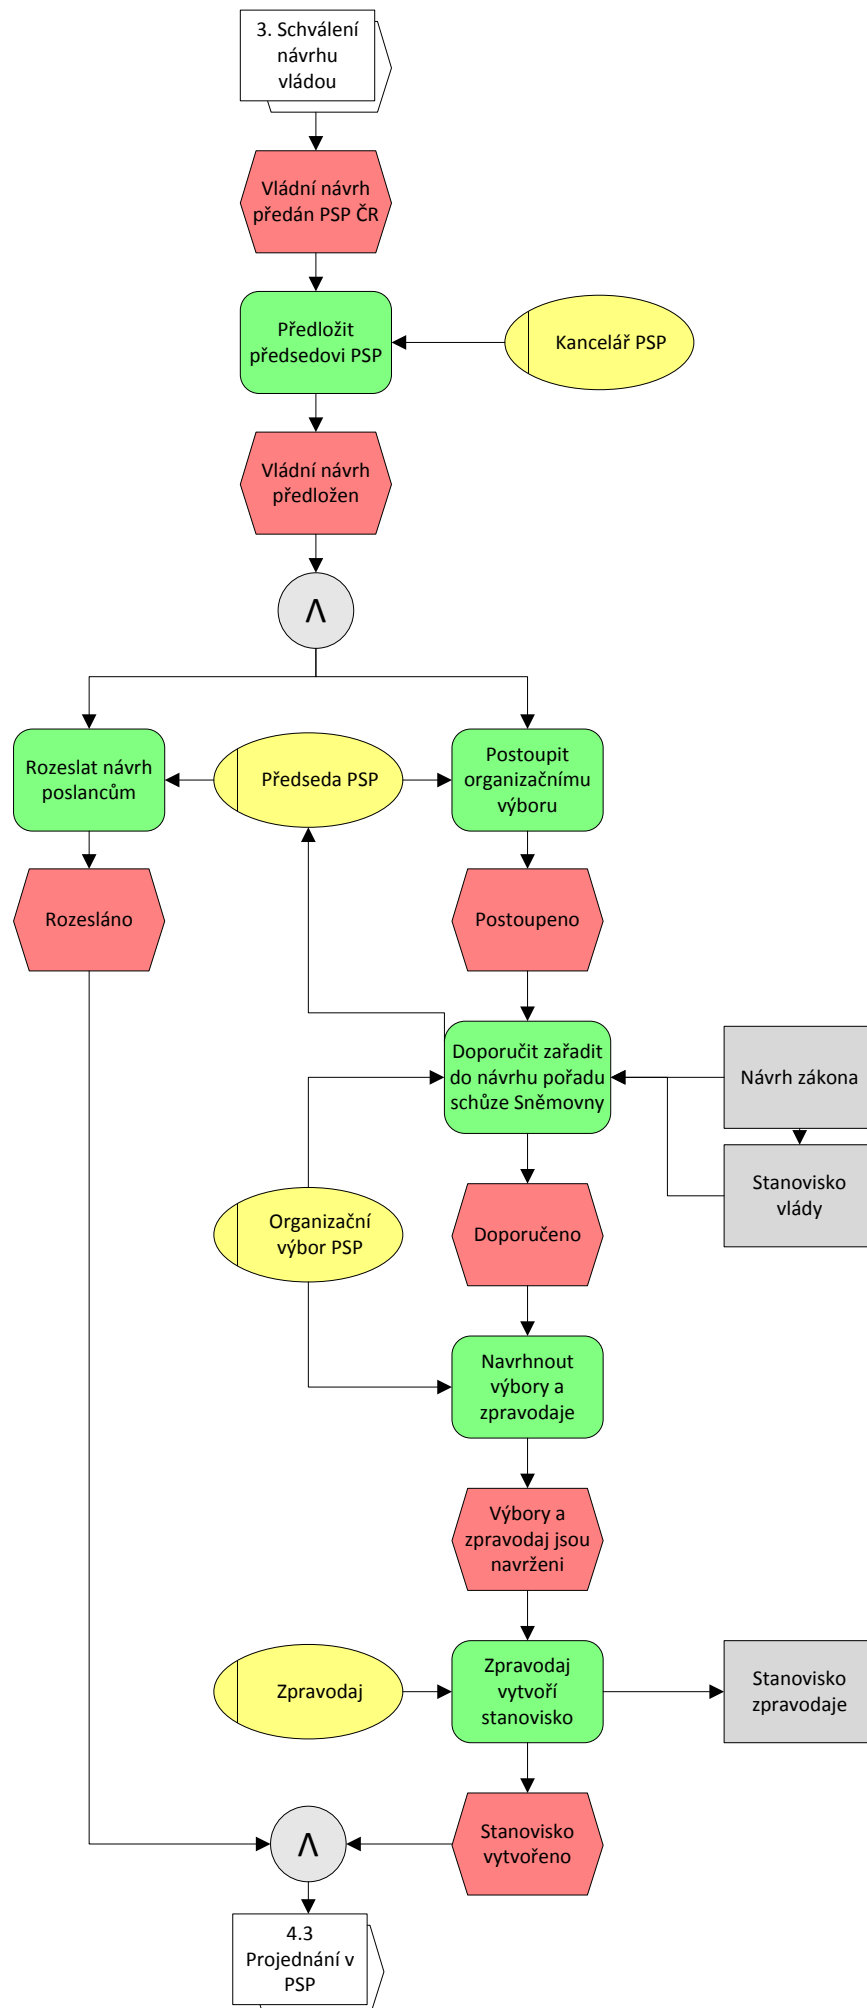 3. Schválení
návrhu
vládou
Vládní návrh
předán PSP ČR
Předložit
předsedovi PSP
Kancelář PSP
Vládní návrh
předložen
Λ
Rozeslat návrh
poslancům
Předseda PSP
Postoupit
organizačnímu
výboru
Rozesláno
Postoupeno
Doporučit zařadit
do návrhu pořadu
schůze Sněmovny
Návrh zákona
Stanovisko
vlády
Organizační
výbor PSP
Doporučeno
Navrhnout
výbory a
zpravodaje
Výbory a
zpravodaj jsou
navrženi
Zpravodaj
Zpravodaj
vytvoří
stanovisko
Stanovisko
zpravodaje
Λ
Stanovisko
vytvořeno
4.3
Projednání v
PSP